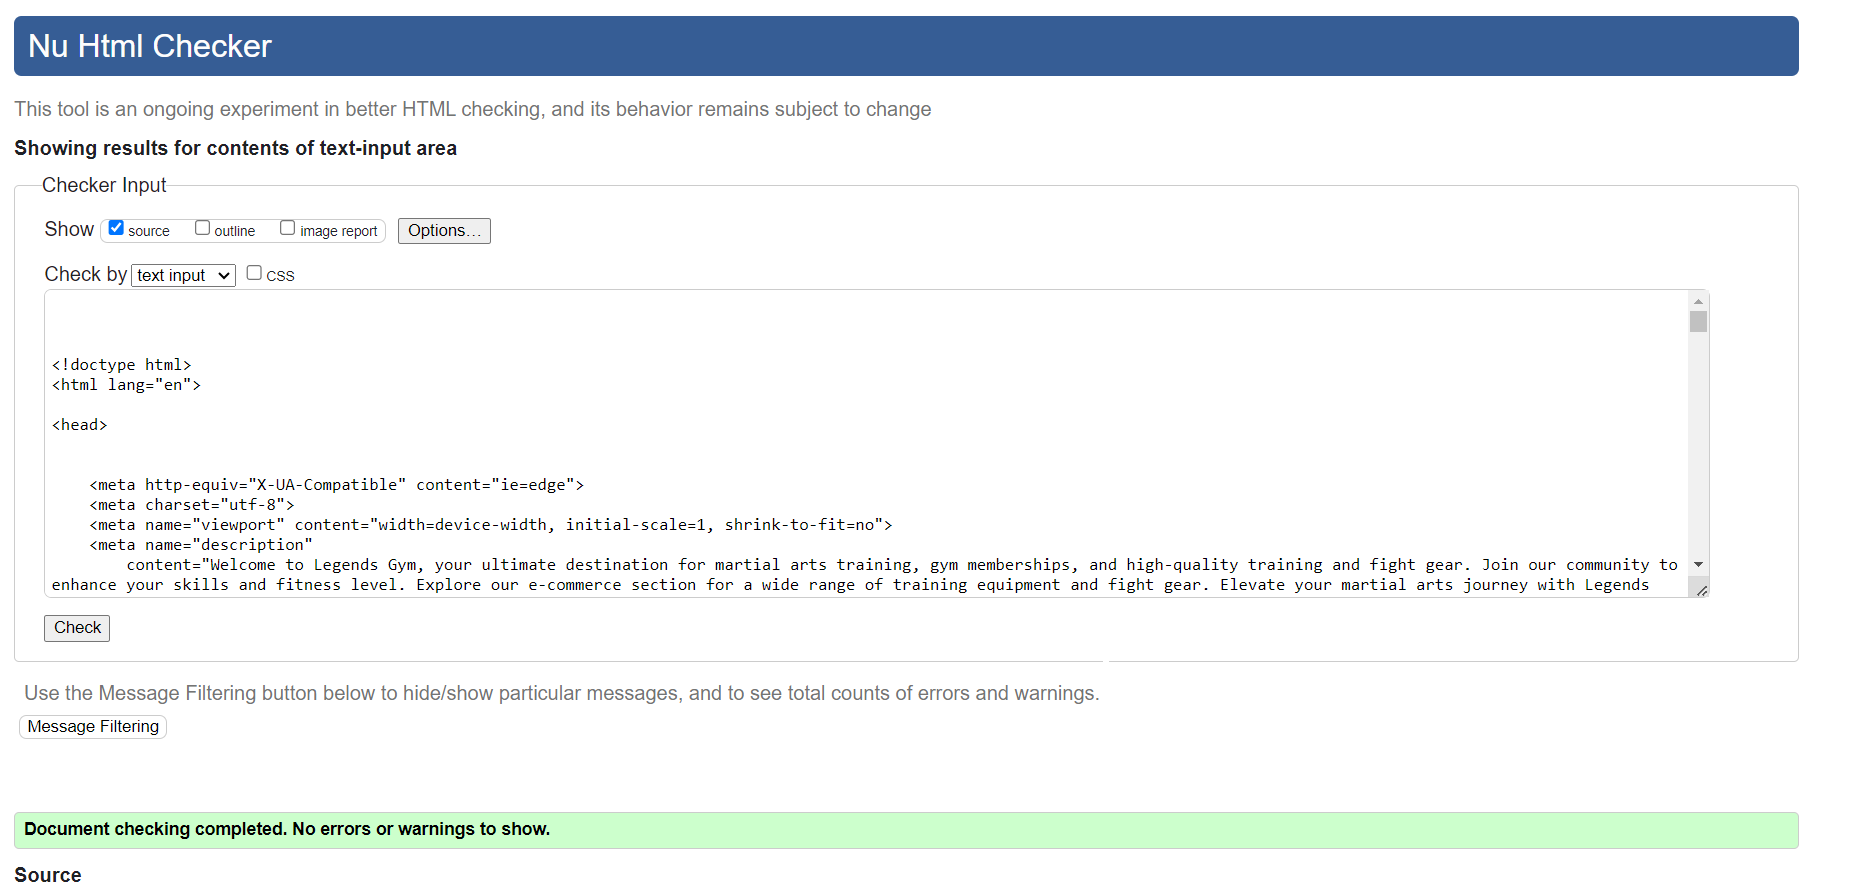 Nu Html Checker
This tool is an ongoing experiment in better HTML checking, and its behavior remains subject to change
Showing results for contents of text-input area
Checker Input
Show source outline image report Options...
Check by text input CSS
<!doctype html>
<html lang="en">
<head>
<meta http-equiv="X-UA-Compatible" content="ie=edge">
<meta charset="utf-8">
<meta name="viewport" content="width=device-width, initial-scale=1, shrink-to-fit=no">
<meta name="description"
content="Welcome to Legends Gym, your ultimate destination for martial arts training, gym memberships, and high-quality training and fight gear. Join our community to
enhance your skills and fitness level. Explore our e-commerce section for a wide range of training equipment and fight gear. Elevate your martial arts journey with Legends
Check
Use the Message Filtering button below to hide/show particular messages, and to see total counts of errors and warnings.
Message Filtering
Document checking completed. No errors or warnings to show.
Source